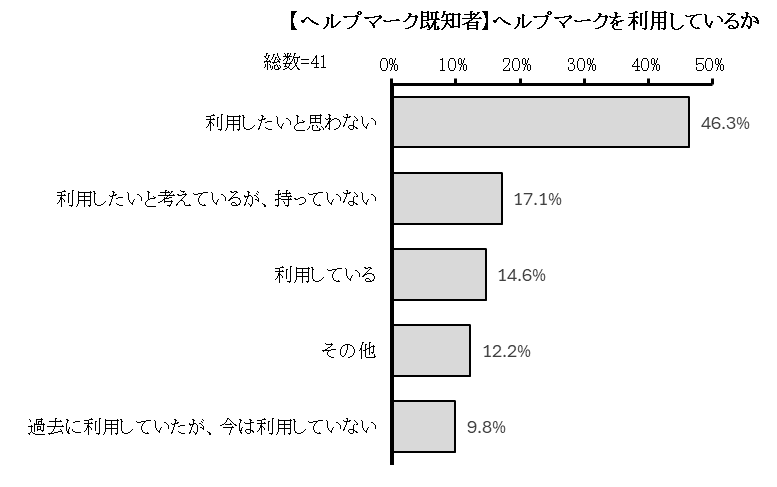 【ヘルプマーク既知者】ヘルプマークを利用しているか
総数=41
0% 10% 20% 30% 40% 50%
利用したいと思わない 46.3%
利用したいと考えているが、持っていない 17.1%
利用している 14.6%
その他 12.2%
過去に利用していたが、今は利用していない 9.8%